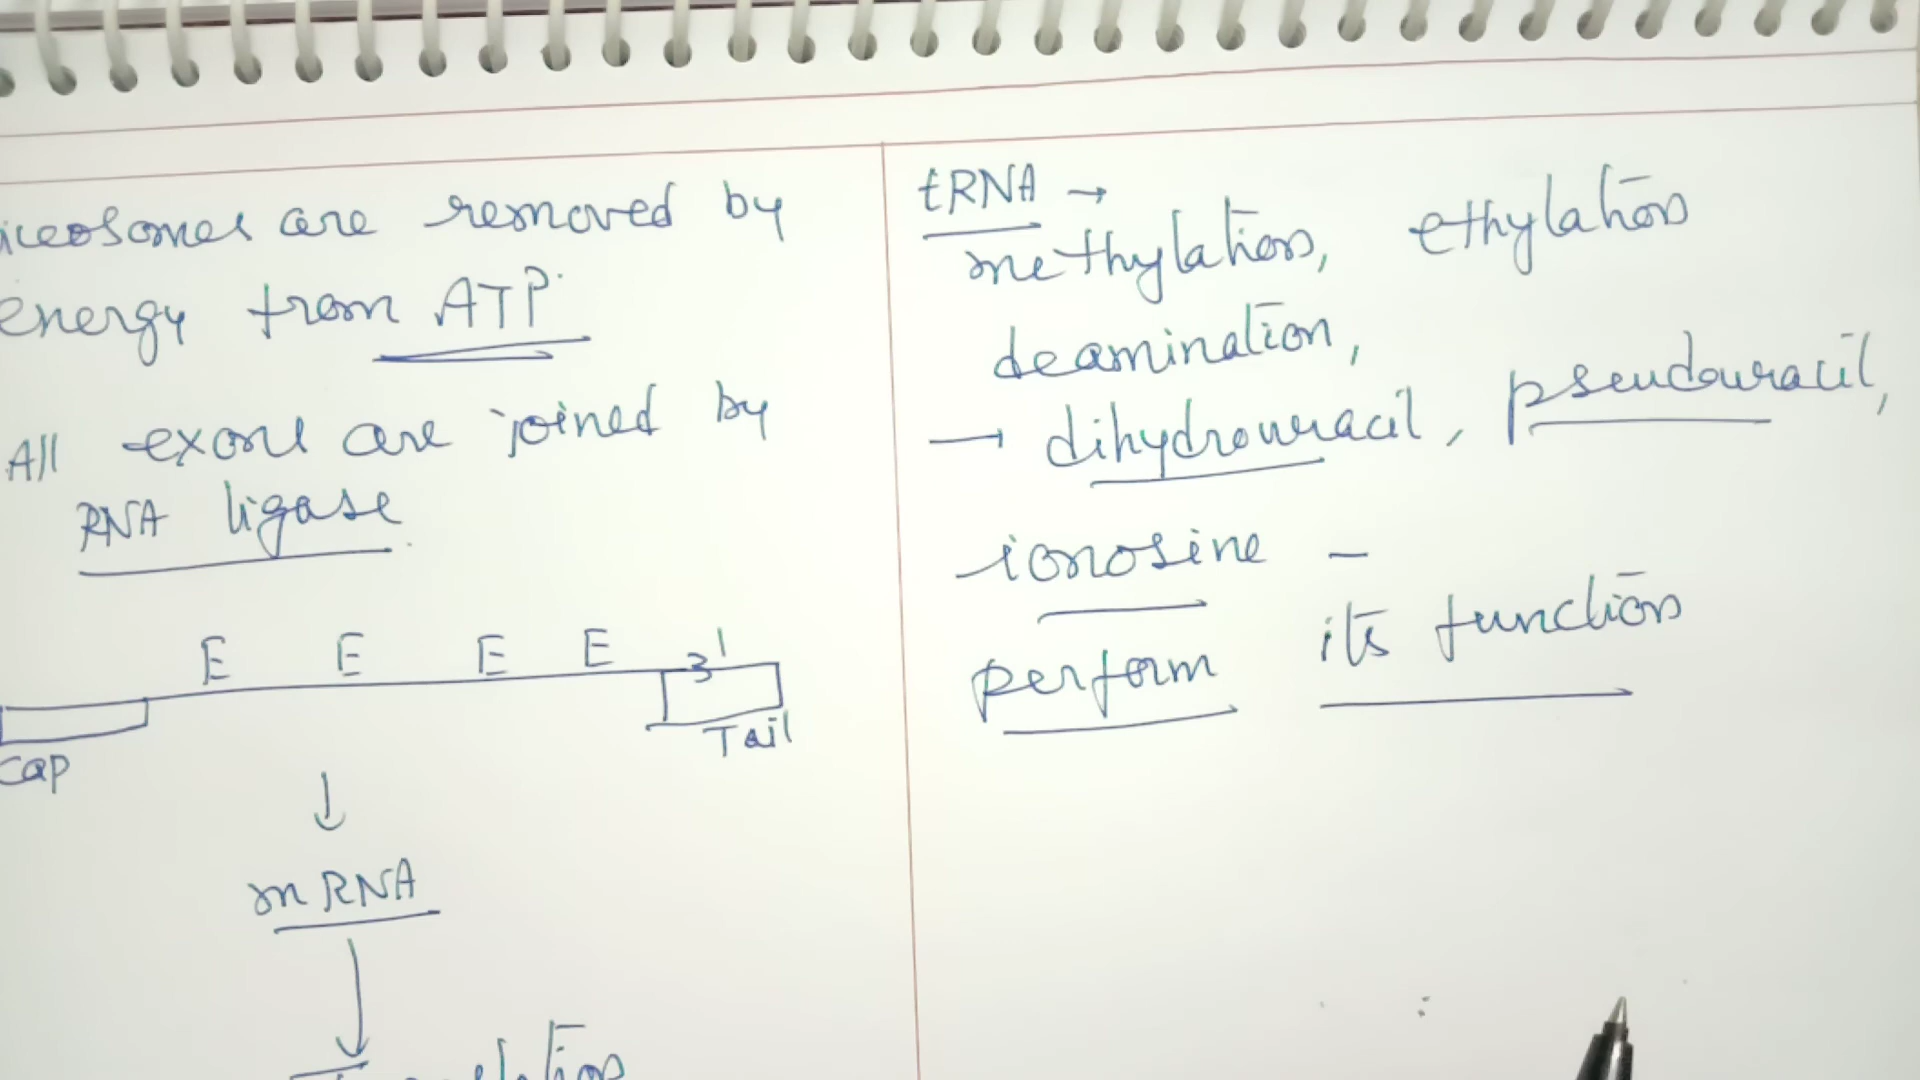 iceosomes are removed by
energy from ATP.
All exons are joined by
RNA ligase.
E E E E 3'
Cap Tail
↓
mRNA
tRNA →
methylation, ethylation
deamination,
→ dihydrouracil, pseudouracil,
ionosine -
perform its function